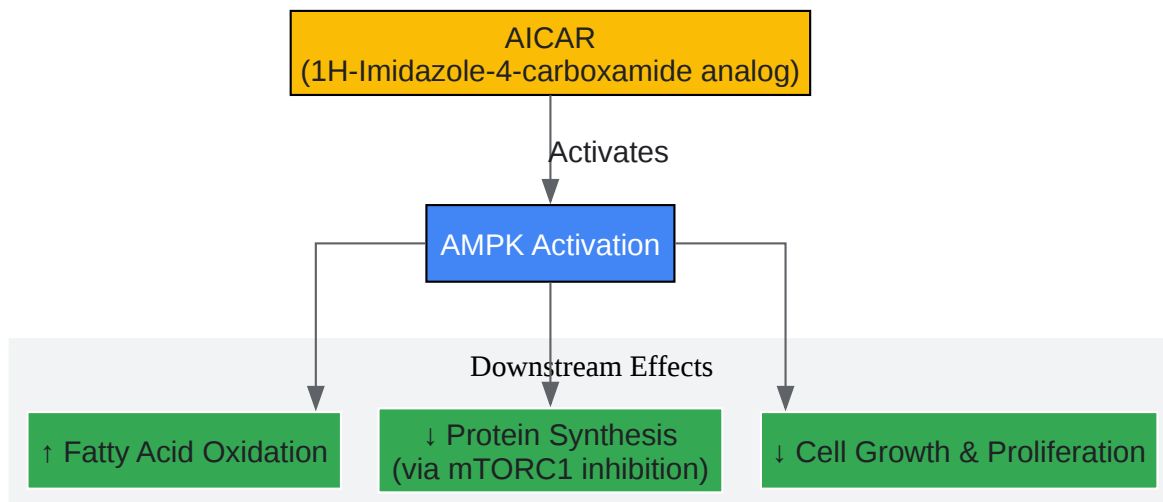 AICAR
(1H-Imidazole-4-carboxamide analog)
Activates
AMPK Activation
Downstream Effects
↑ Fatty Acid Oxidation
↓ Protein Synthesis
(via mTORC1 inhibition)
↓ Cell Growth & Proliferation